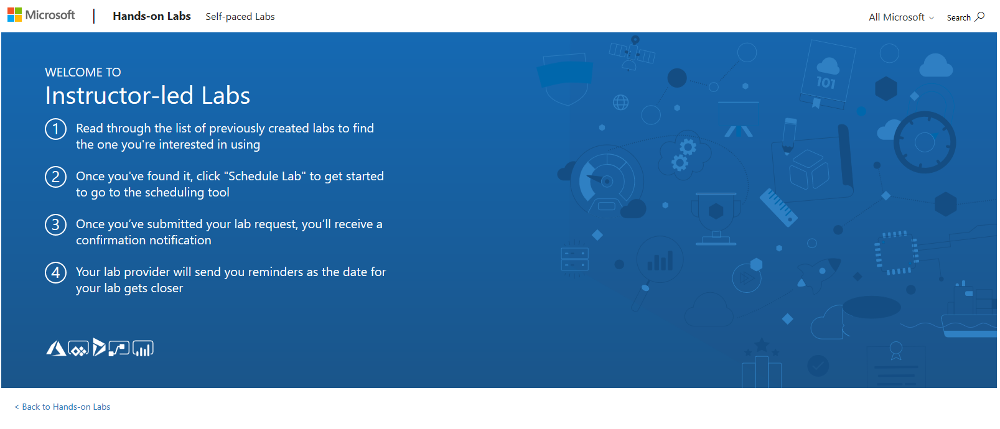 Microsoft
Hands-on Labs
Self-paced Labs
All Microsoft
Search
WELCOME TO
Instructor-led Labs
1 Read through the list of previously created labs to find
the one you're interested in using
2 Once you've found it, click "Schedule Lab" to get started
to go to the scheduling tool
3 Once you’ve submitted your lab request, you’ll receive a
confirmation notification
4 Your lab provider will send you reminders as the date for
your lab gets closer
101
< Back to Hands-on Labs